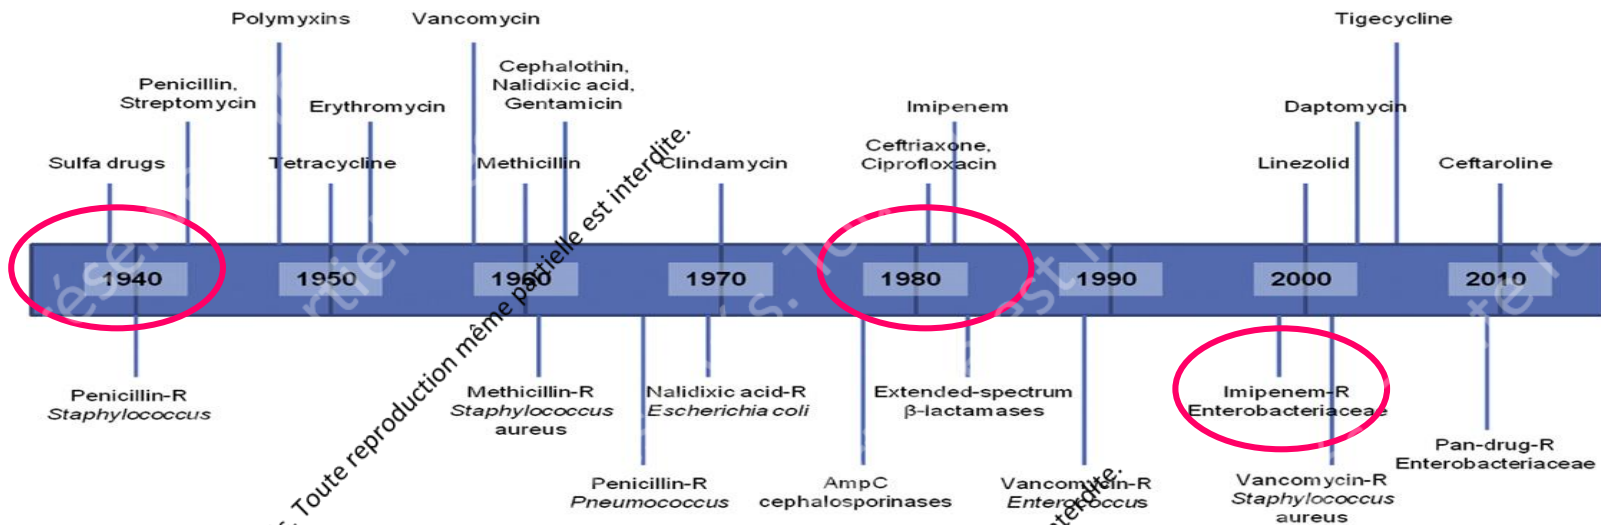 Polymyxins
Vancomycin
Tigecycline
Penicillin,
Streptomycin
Erythromycin
Cephalothin,
Nalidixic acid,
Gentamicin
Imipenem
Daptomycin
Sulfa drugs
Tetracycline
Methicillin
Clindamycin
Ceftriaxone,
Ciprofloxacin
Linezolid
Ceftaroline
1940
1950
1960
1970
1980
1990
2000
2010
Penicillin-R
Staphylococcus
Methicillin-R
Staphylococcus
aureus
Nalidixic acid-R
Escherichia coli
Extended-spectrum
β-lactamases
Imipenem-R
Enterobacteriaceae
Pan-drug-R
Enterobacteriaceae
Penicillin-R
Pneumococcus
AmpC
cephalosporinases
Vancomycin-R
Enterococcus
Vancomycin-R
Staphylococcus
aureus
Toute reproduction même partielle est interdite.
interdite.